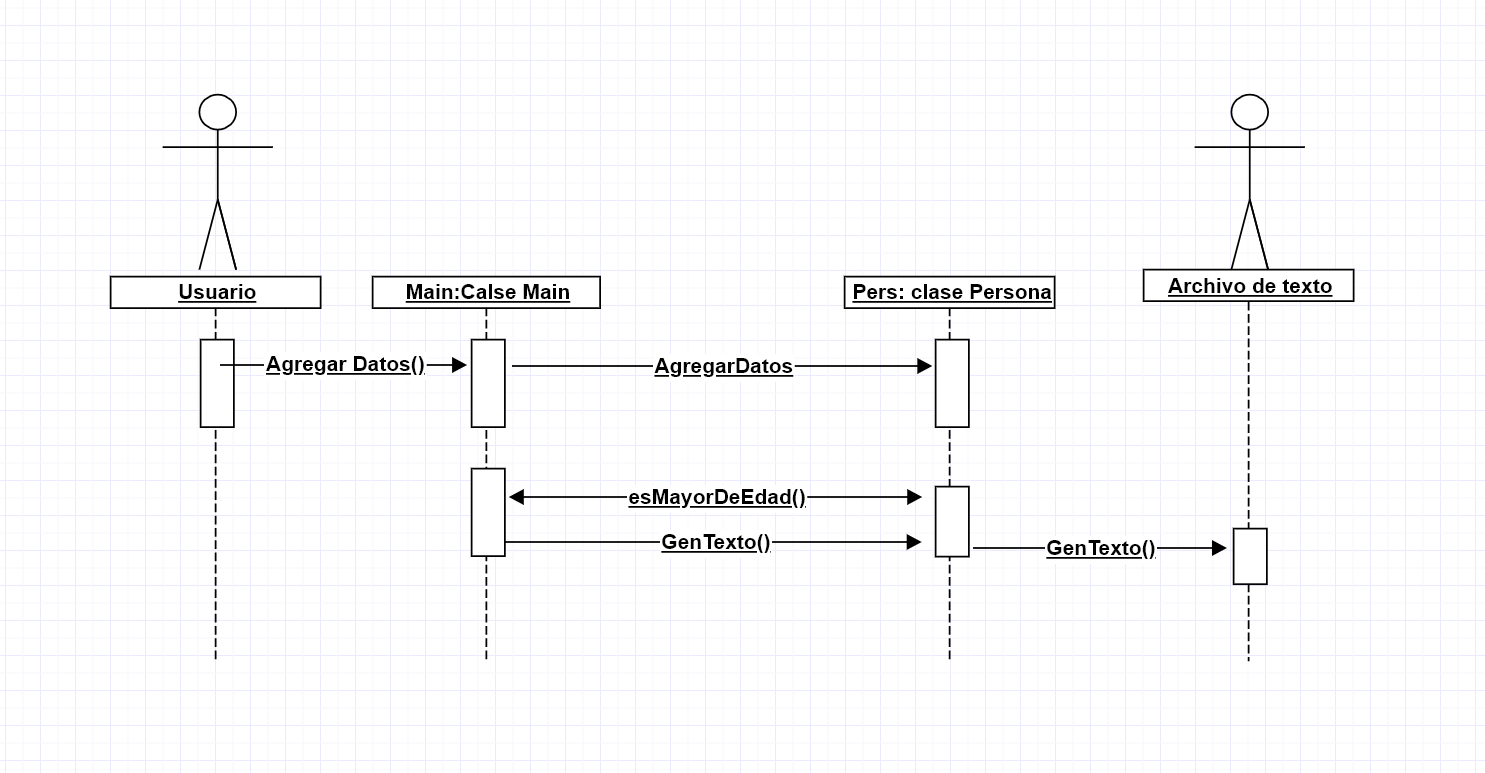 Usuario
Main:Calse Main
Pers: clase Persona
Archivo de texto
Agregar Datos()
AgregarDatos
esMayorDeEdad()
GenTexto()
GenTexto()